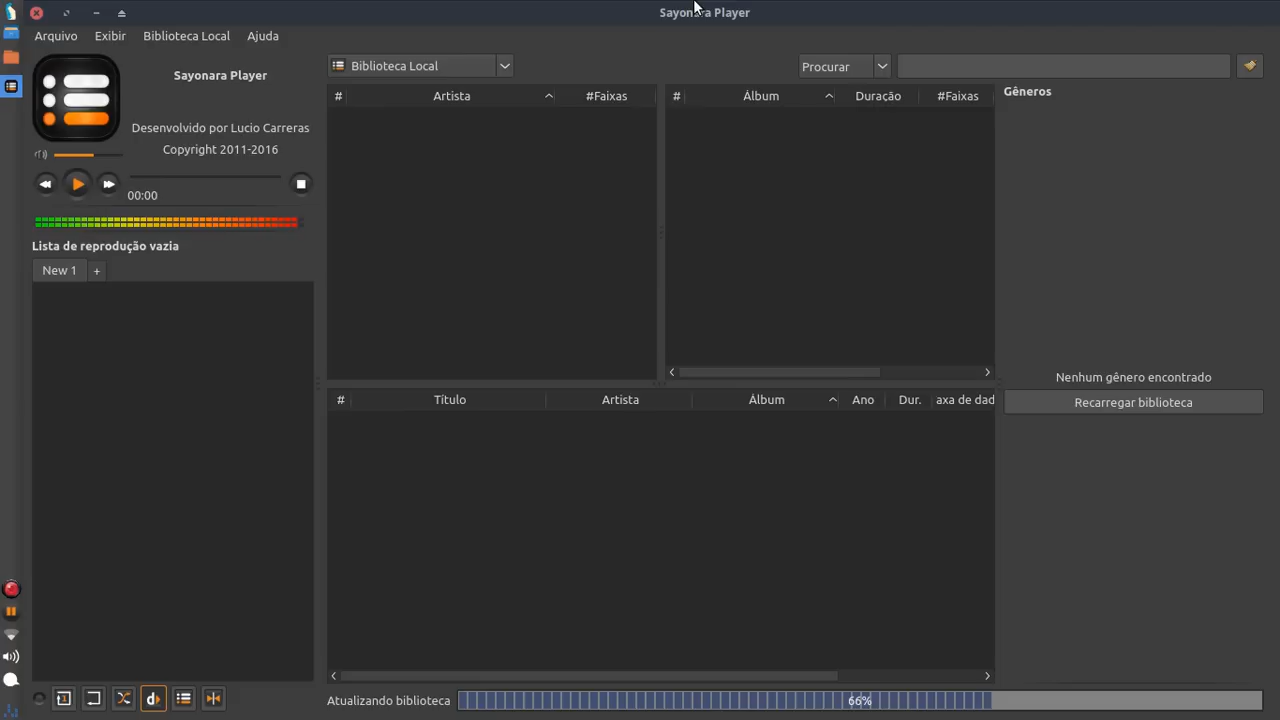 Sayonara Player
Arquivo Exibir Biblioteca Local Ajuda
Sayonara Player
Desenvolvido por Lucio Carreras
Copyright 2011-2016
00:00
Lista de reprodução vazia
New 1 +
Biblioteca Local
Procurar
# Artista #Faixas
# Álbum Duração #Faixas
Gêneros
Nenhum gênero encontrado
Recarregar biblioteca
# Título Artista Álbum Ano Dur. axa de dad
Atualizando biblioteca 66%